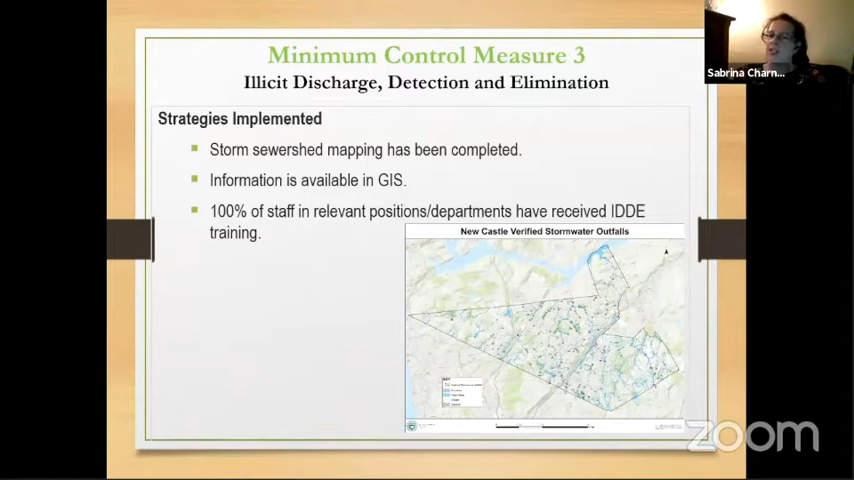 Minimum Control Measure 3
Illicit Discharge, Detection and Elimination
Sabrina Charn...
Strategies Implemented
Storm sewershed mapping has been completed.
Information is available in GIS.
100% of staff in relevant positions/departments have received IDDE
training.
New Castle Verified Stormwater Outfalls
zoom